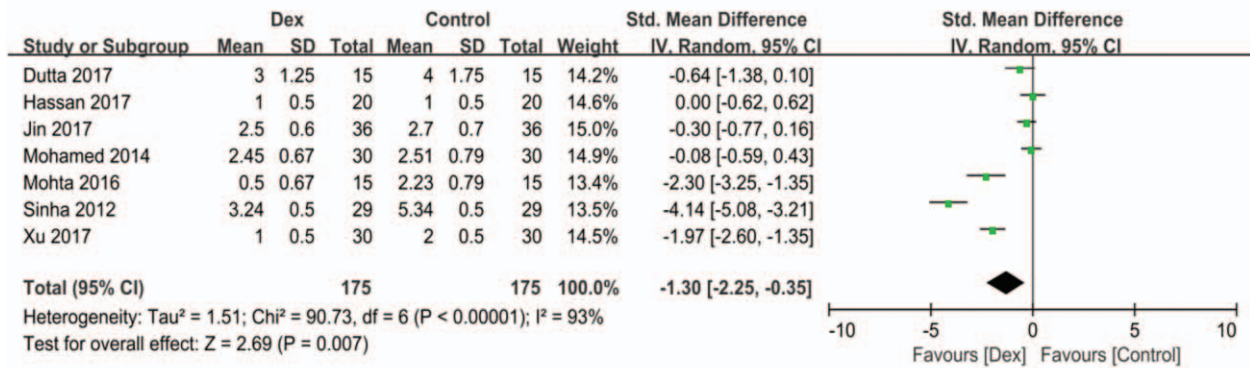 Dex Control Std. Mean Difference Std. Mean Difference
Study or Subgroup Mean SD Total Mean SD Total Weight IV. Random. 95% CI IV. Random. 95% CI
Dutta 2017 3 1.25 15 4 1.75 15 14.2% -0.64 [-1.38, 0.10]
Hassan 2017 1 0.5 20 1 0.5 20 14.6% 0.00 [-0.62, 0.62]
Jin 2017 2.5 0.6 36 2.7 0.7 36 15.0% -0.30 [-0.77, 0.16]
Mohamed 2014 2.45 0.67 30 2.51 0.79 30 14.9% -0.08 [-0.59, 0.43]
Mohta 2016 0.5 0.67 15 2.23 0.79 15 13.4% -2.30 [-3.25, -1.35]
Sinha 2012 3.24 0.5 29 5.34 0.5 29 13.5% -4.14 [-5.08, -3.21]
Xu 2017 1 0.5 30 2 0.5 30 14.5% -1.97 [-2.60, -1.35]
Total (95% CI) 175 175 100.0% -1.30 [-2.25, -0.35]
Heterogeneity: Tau² = 1.51; Chi² = 90.73, df = 6 (P < 0.00001); I² = 93%
Test for overall effect: Z = 2.69 (P = 0.007)
-10 -5 0 5 10
Favours [Dex] Favours [Control]